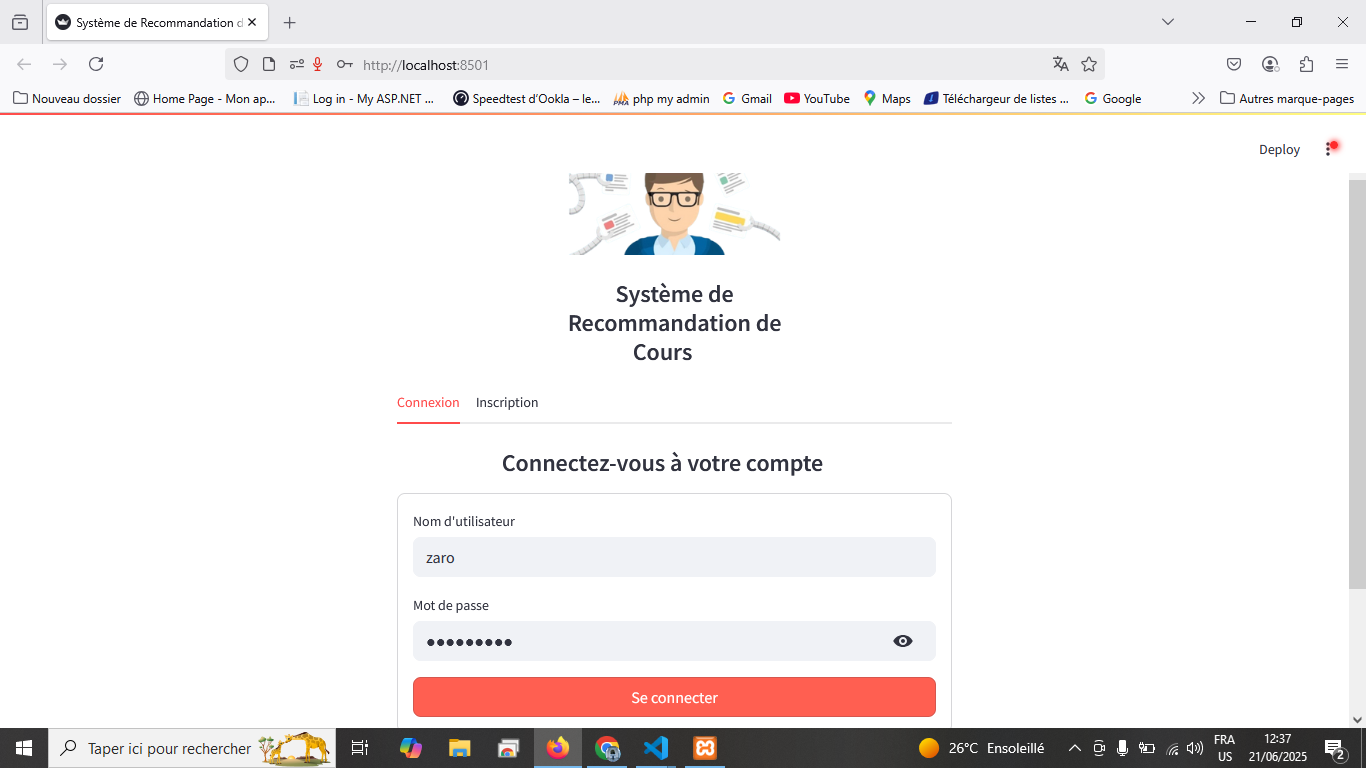 Système de Recommandation d
http://localhost:8501
Nouveau dossier
Home Page - Mon ap...
Log in - My ASP.NET ...
Speedtest d'Ookla – le...
PMA
php my admin
Gmail
YouTube
Maps
Téléchargeur de listes ...
Google
Autres marque-pages
Deploy
Système de
Recommandation de
Cours
Connexion
Inscription
Connectez-vous à votre compte
Nom d'utilisateur
zaro
Mot de passe
●●●●●●●●●
Se connecter
Taper ici pour rechercher
26°C Ensoleillé
FRA
US
12:37
21/06/2025
2